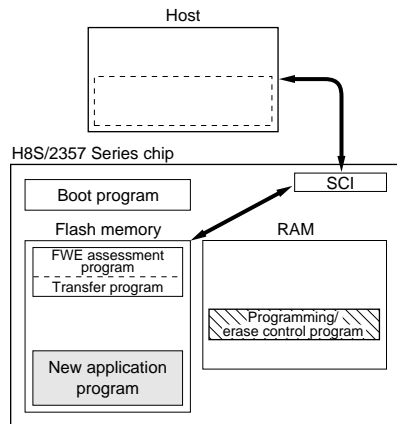 Host
H8S/2357 Series chip
SCI
Boot program
Flash memory
RAM
FWE assessment
program
Transfer program
Programming/
erase control program
New application
program